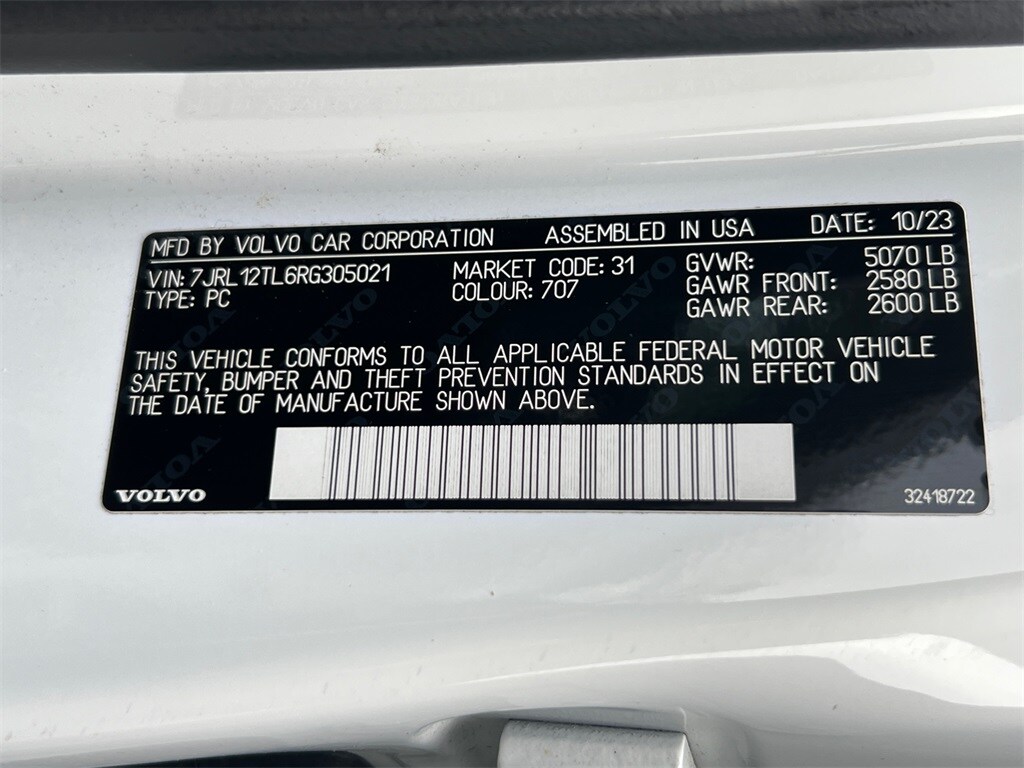 MFD BY VOLVO CAR CORPORATION ASSEMBLED IN USA DATE: 10/23
VIN: 7JRL12TL6RG305021 MARKET CODE: 31 GVWR: 5070 LB
TYPE: PC COLOUR: 707 GAWR FRONT: 2580 LB
GAWR REAR: 2600 LB
THIS VEHICLE CONFORMS TO ALL APPLICABLE FEDERAL MOTOR VEHICLE
SAFETY, BUMPER AND THEFT PREVENTION STANDARDS IN EFFECT ON
THE DATE OF MANUFACTURE SHOWN ABOVE.
VOLVO 32418722